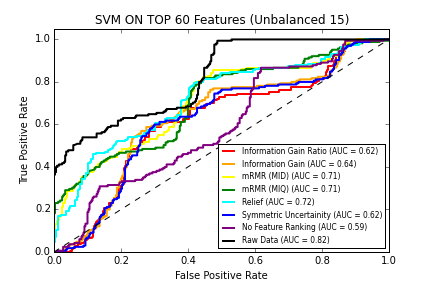 SVM ON TOP 60 Features (Unbalanced 15)
True Positive Rate
1.0
0.8
0.6
0.4
0.2
0.0
Information Gain Ratio (AUC = 0.62)
Information Gain (AUC = 0.64)
mRMR (MID) (AUC = 0.71)
mRMR (MIQ) (AUC = 0.71)
Relief (AUC = 0.72)
Symmetric Uncertainity (AUC = 0.62)
No Feature Ranking (AUC = 0.59)
Raw Data (AUC = 0.82)
0.0 0.2 0.4 0.6 0.8 1.0
False Positive Rate